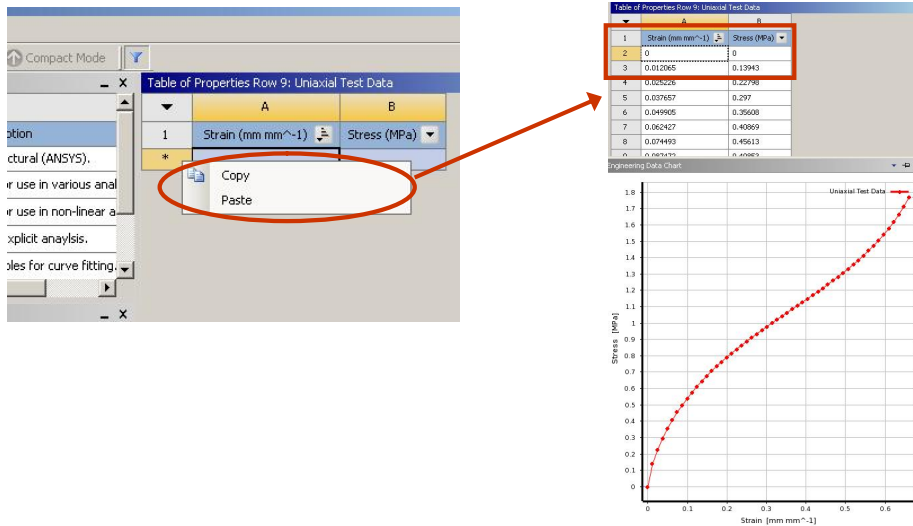 Compact Mode
Table of Properties Row 9: Uniaxial Test Data
A B
1 Strain (mm mm^-1) Stress (MPa)
*
Copy
Paste
ption
ctural (ANSYS).
or use in various anal
or use in non-linear a
xplicit anaylsis.
ples for curve fitting.
Table of Properties Row 9: Uniaxial Test Data
A B
1 Strain (mm mm^-1) Stress (MPa)
2 0 0
3 0.012065 0.13943
4 0.025226 0.22798
5 0.037657 0.297
6 0.049905 0.35608
7 0.062427 0.40869
8 0.074493 0.45613
Engineering Data Chart
Uniaxial Test Data
1.8
1.7
1.6
1.5
1.4
1.3
1.2
1.1
1
0.9
0.8
0.7
0.6
0.5
0.4
0.3
0.2
0.1
0
Stress [MPa]
0 0.1 0.2 0.3 0.4 0.5 0.6
Strain [mm mm^-1]